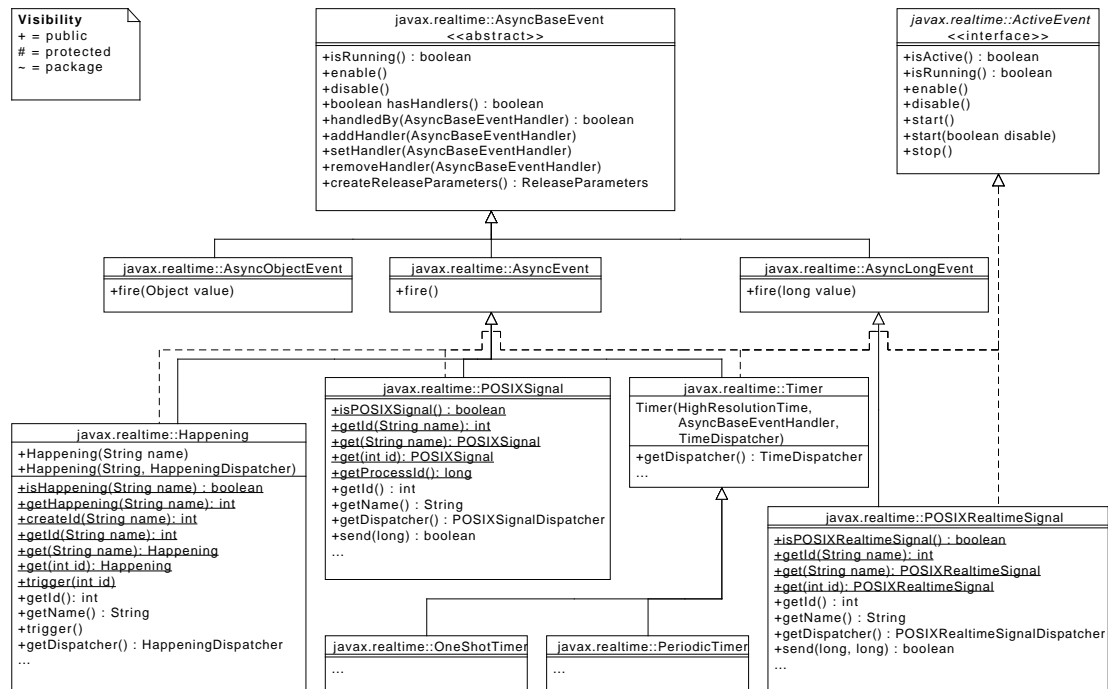 Visibility
+ = public
# = protected
~ = package
javax.realtime::AsyncBaseEvent
<<abstract>>
+isRunning() : boolean
+enable()
+disable()
+boolean hasHandlers() : boolean
+handledBy(AsyncBaseEventHandler) : boolean
+addHandler(AsyncBaseEventHandler)
+setHandler(AsyncBaseEventHandler)
+removeHandler(AsyncBaseEventHandler)
+createReleaseParameters() : ReleaseParameters
javax.realtime::ActiveEvent
<<interface>>
+isActive() : boolean
+isRunning() : boolean
+enable()
+disable()
+start()
+start(boolean disable)
+stop()
javax.realtime::AsyncObjectEvent
+fire(Object value)
javax.realtime::AsyncEvent
+fire()
javax.realtime::AsyncLongEvent
+fire(long value)
javax.realtime::Happening
+Happening(String name)
+Happening(String, HappeningDispatcher)
+isHappening(String name) : boolean
+getHappening(String name): int
+createId(String name): int
+getId(String name): int
+get(String name): Happening
+get(int id): Happening
+trigger(int id)
+getId(): int
+getName() : String
+trigger()
+getDispatcher() : HappeningDispatcher
...
javax.realtime::POSIXSignal
+isPOSIXSignal() : boolean
+getId(String name): int
+get(String name): POSIXSignal
+get(int id): POSIXSignal
+getProcessId(): long
+getId() : int
+getName() : String
+getDispatcher() : POSIXSignalDispatcher
+send(long) : boolean
...
javax.realtime::Timer
Timer(HighResolutionTime,
AsyncBaseEventHandler,
TimeDispatcher)
+getDispatcher() : TimeDispatcher
...
javax.realtime::POSIXRealtimeSignal
+isPOSIXRealtimeSignal() : boolean
+getId(String name): int
+get(String name): POSIXRealtimeSignal
+get(int id): POSIXRealtimeSignal
+getId() : int
+getName() : String
+getDispatcher() : POSIXRealtimeSignalDispatcher
+send(long, long) : boolean
...
javax.realtime::OneShotTimer
...
javax.realtime::PeriodicTimer
...